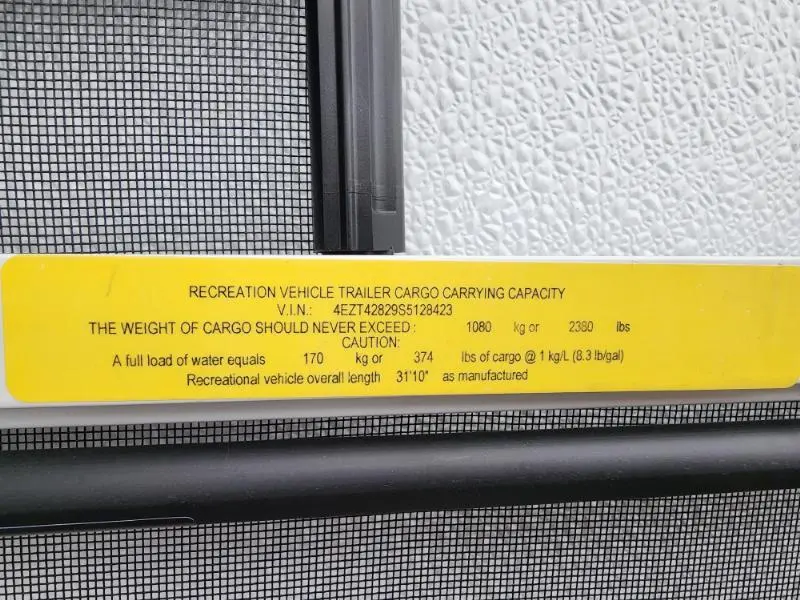 RECREATION VEHICLE TRAILER CARGO CARRYING CAPACITY
V.I.N.: 4EZT42829S5128423
THE WEIGHT OF CARGO SHOULD NEVER EXCEED: 1080 kg or 2380 lbs
CAUTION:
A full load of water equals 170 kg or 374 lbs of cargo @ 1 kg/L (8.3 lb/gal)
Recreational vehicle overall length 31'10" as manufactured